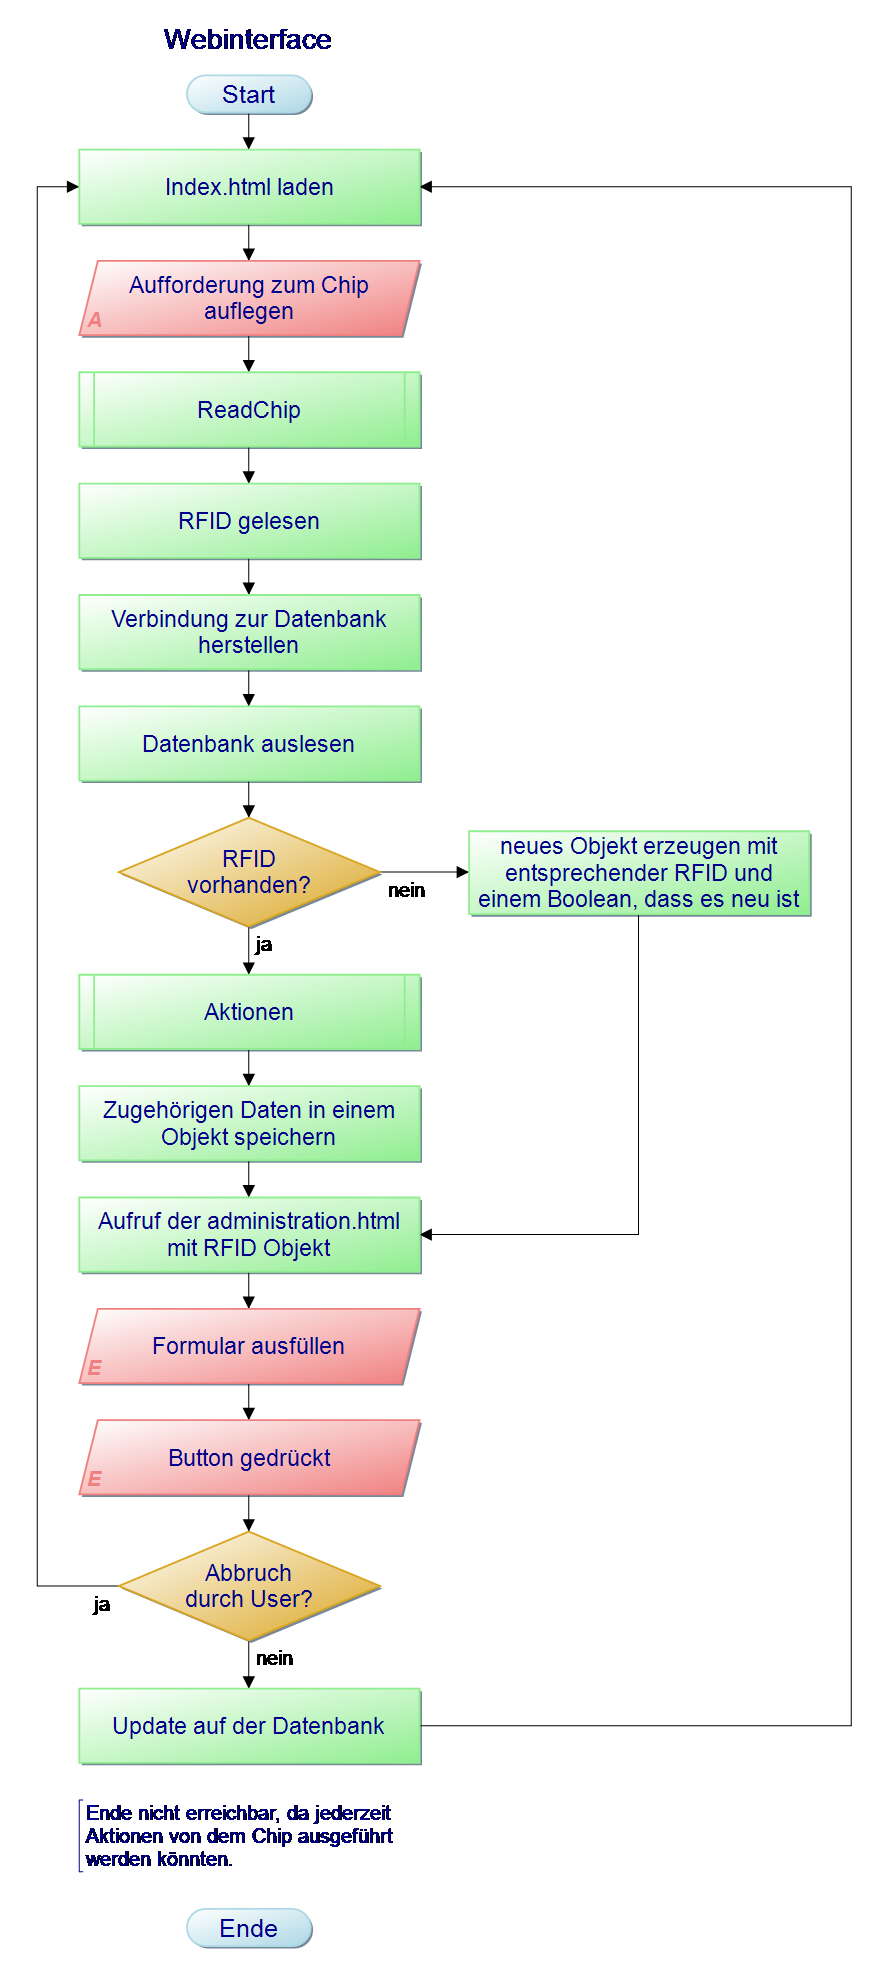 Webinterface
Start
Index.html laden
Aufforderung zum Chip
auflegen
A
ReadChip
RFID gelesen
Verbindung zur Datenbank
herstellen
Datenbank auslesen
RFID
vorhanden?
nein
neues Objekt erzeugen mit
entsprechender RFID und
einem Boolean, dass es neu ist
ja
Aktionen
Zugehörigen Daten in einem
Objekt speichern
Aufruf der administration.html
mit RFID Objekt
Formular ausfüllen
E
Button gedrückt
E
Abbruch
durch User?
ja
nein
Update auf der Datenbank
Ende nicht erreichbar, da jederzeit
Aktionen von dem Chip ausgeführt
werden könnten.
Ende